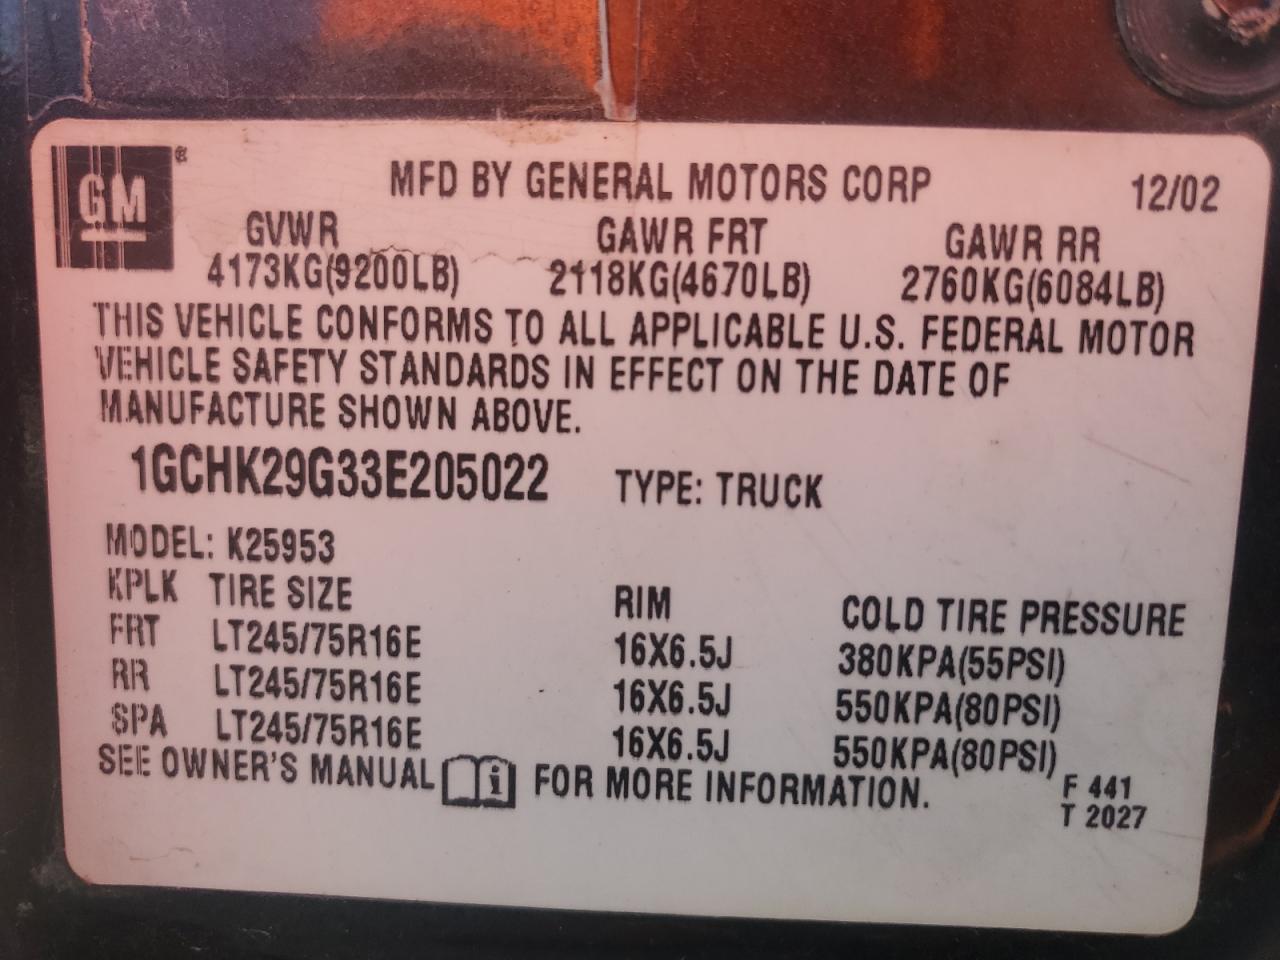 GM ®
MFD BY GENERAL MOTORS CORP 12/02
GVWR GAWR FRT GAWR RR
4173KG(9200LB) 2118KG(4670LB) 2760KG(6084LB)
THIS VEHICLE CONFORMS TO ALL APPLICABLE U.S. FEDERAL MOTOR
VEHICLE SAFETY STANDARDS IN EFFECT ON THE DATE OF
MANUFACTURE SHOWN ABOVE.
1GCHK29G33E205022 TYPE: TRUCK
MODEL: K25953
KPLK TIRE SIZE RIM COLD TIRE PRESSURE
FRT LT245/75R16E 16X6.5J 380KPA(55PSI)
RR LT245/75R16E 16X6.5J 550KPA(80PSI)
SPA LT245/75R16E 16X6.5J 550KPA(80PSI)
SEE OWNER'S MANUAL i FOR MORE INFORMATION.
F 441
T 2027